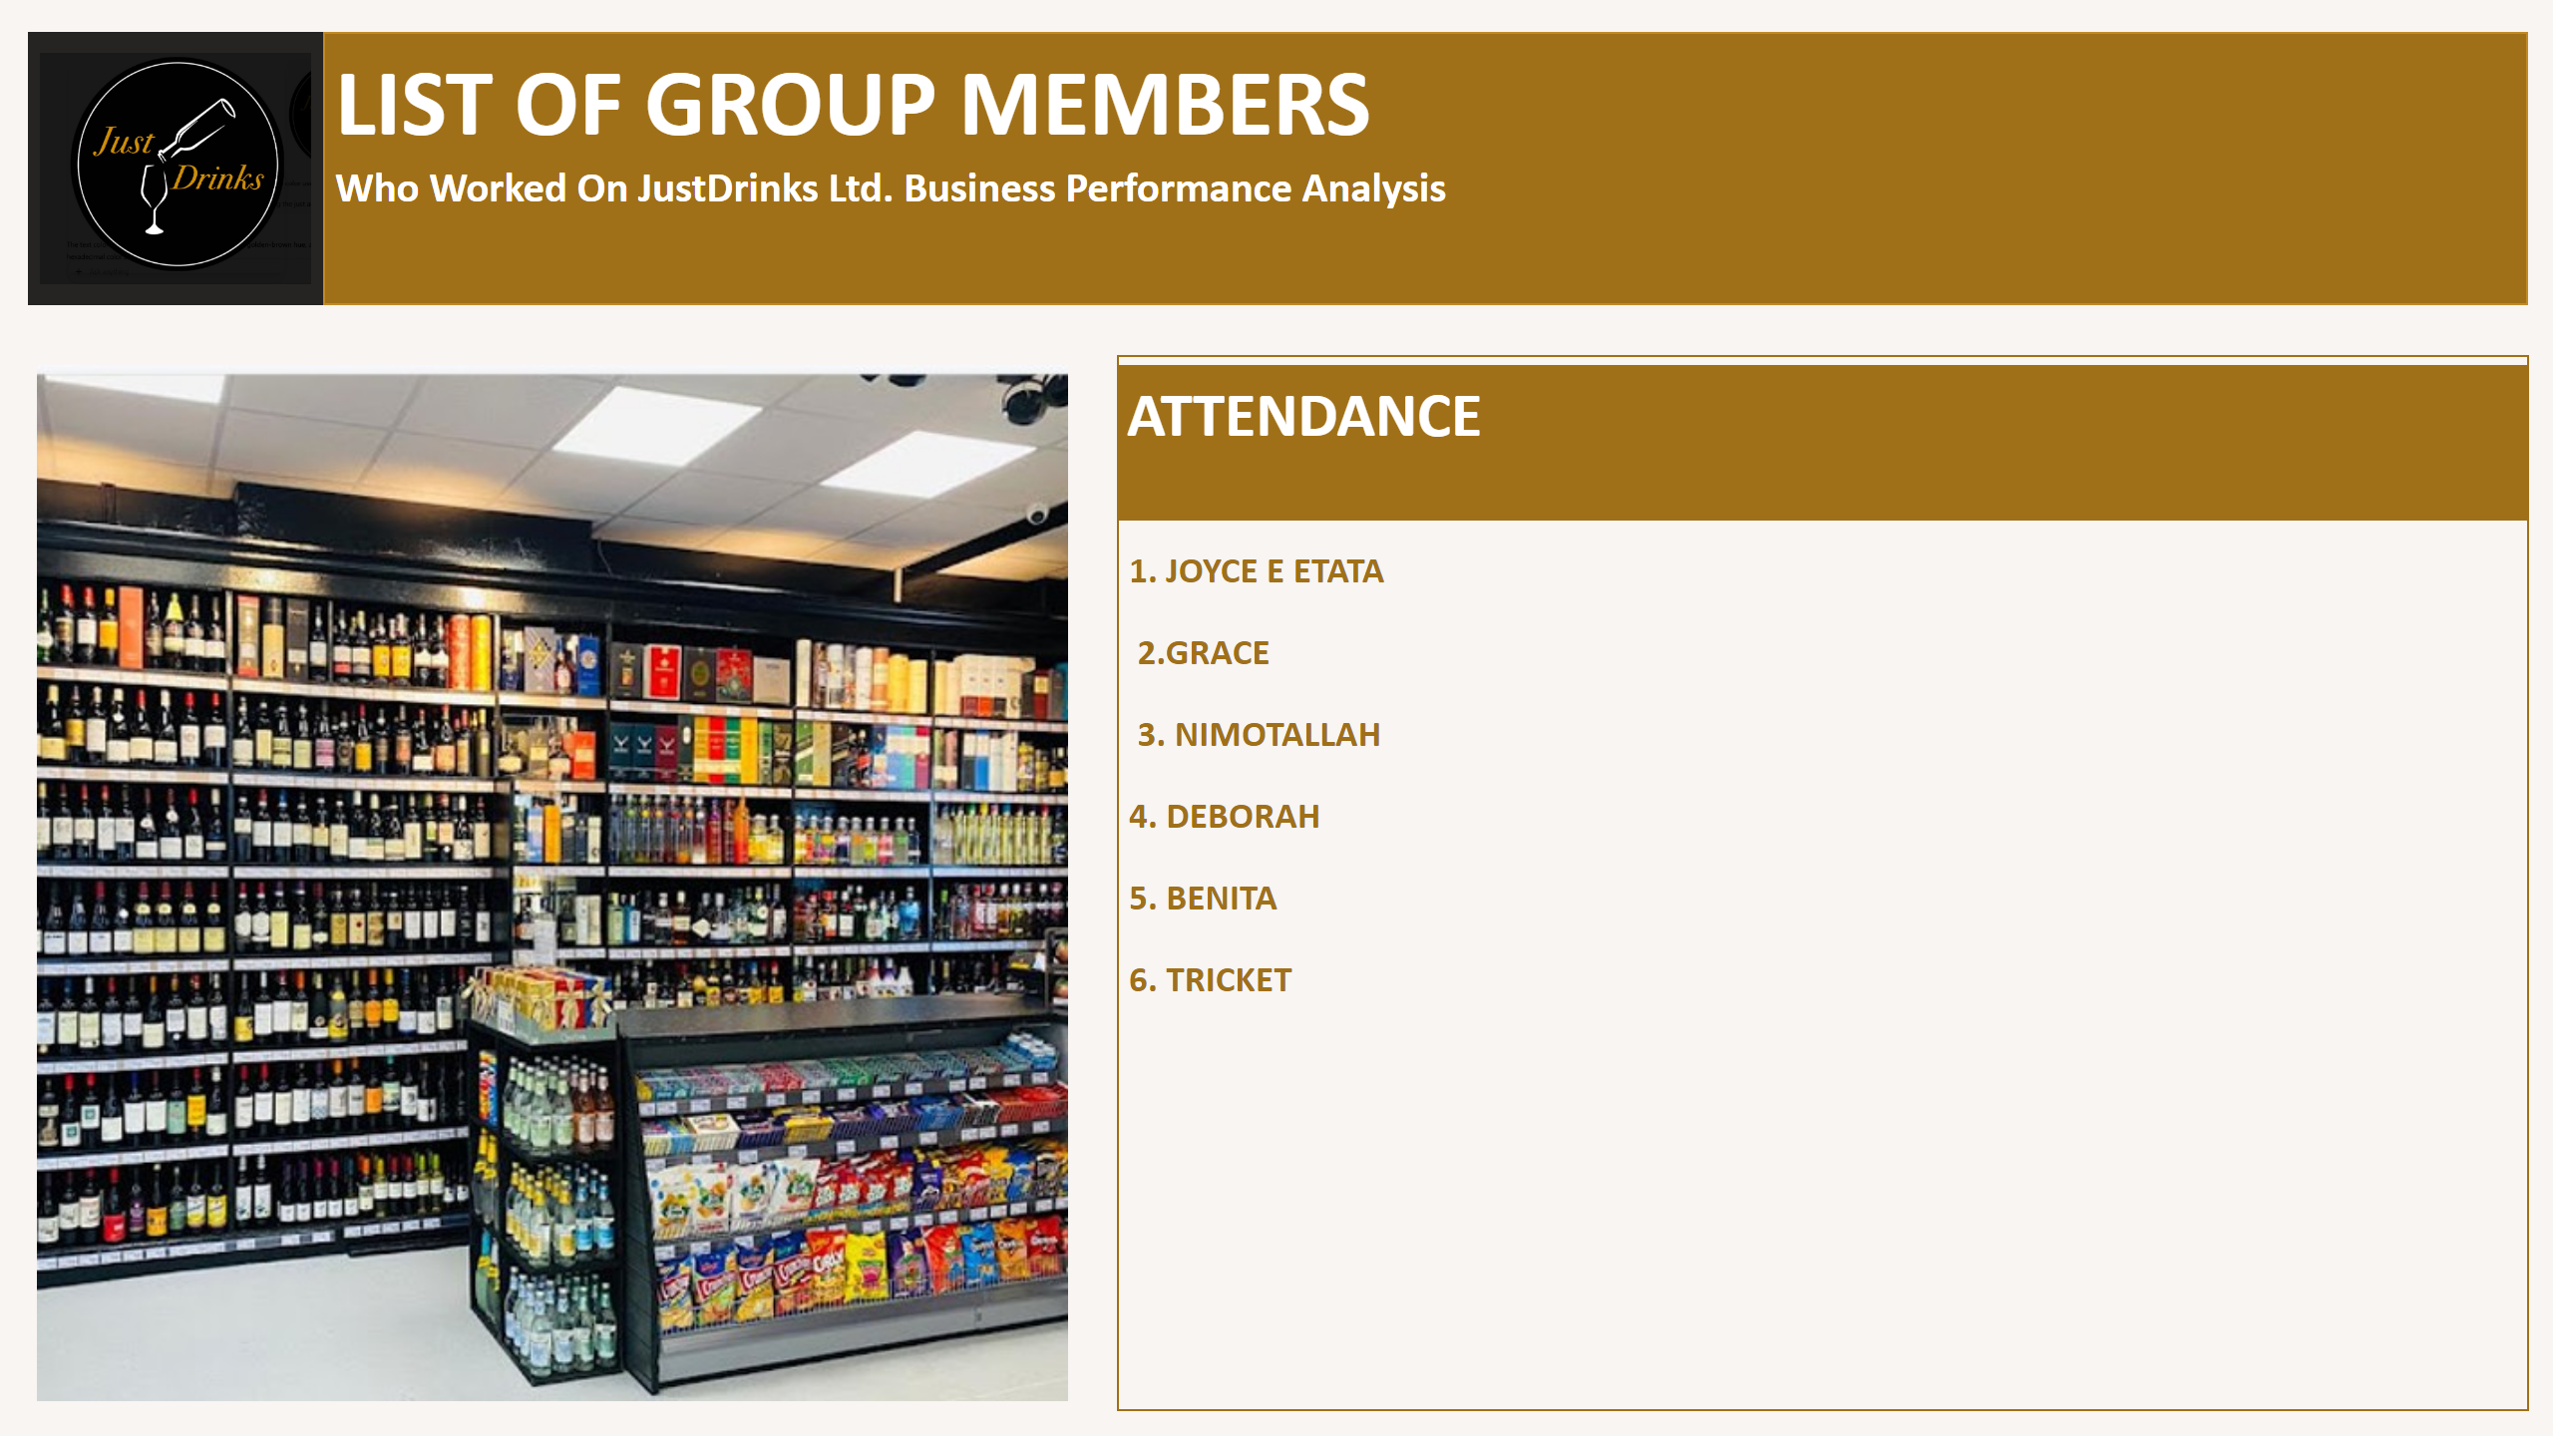 Just
Drinks
LIST OF GROUP MEMBERS
Who Worked On JustDrinks Ltd. Business Performance Analysis
ATTENDANCE
1. JOYCE E ETATA
2.GRACE
3. NIMOTALLAH
4. DEBORAH
5. BENITA
6. TRICKET